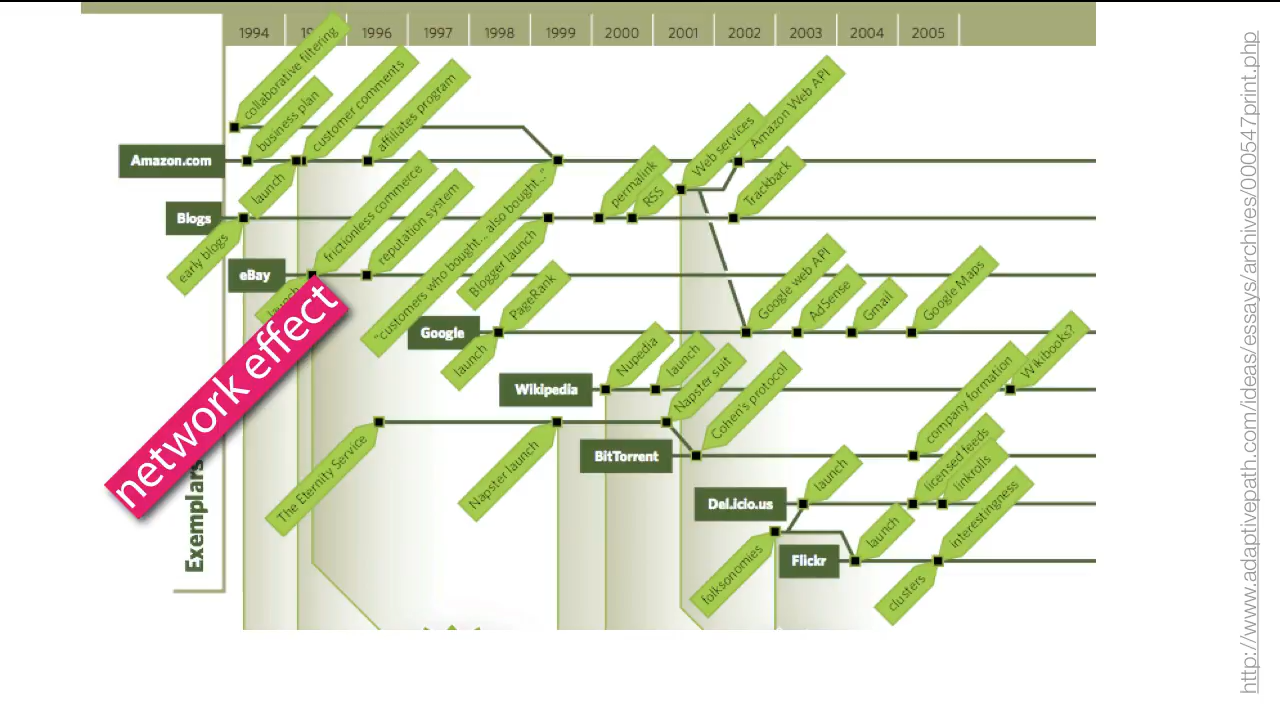 1994 1996 1997 1998 1999 2000 2001 2002 2003 2004 2005
collaborative filtering
business plan
customer comments
affiliates program
Web services
Amazon Web API
Amazon.com
launch
permalink
RSS
Trackback
Blogs
early blogs
frictionless commerce
reputation system
"customers who bought... also bought..."
Blogger launch
eBay
launch
network effect
PageRank
Google web API
AdSense
Gmail
Google Maps
Google
launch
Nupedia
launch
Napster suit
Cohen's protocol
Wikipedia
company formation
Wikibooks?
The Eternity Service
Napster launch
BitTorrent
launch
licensed feeds
linkrolls
Del.icio.us
folksonomies
launch
interestingness
Flickr
clusters
Exemplars
http://www.adaptivepath.com/ideas/essays/archives/000547print.php